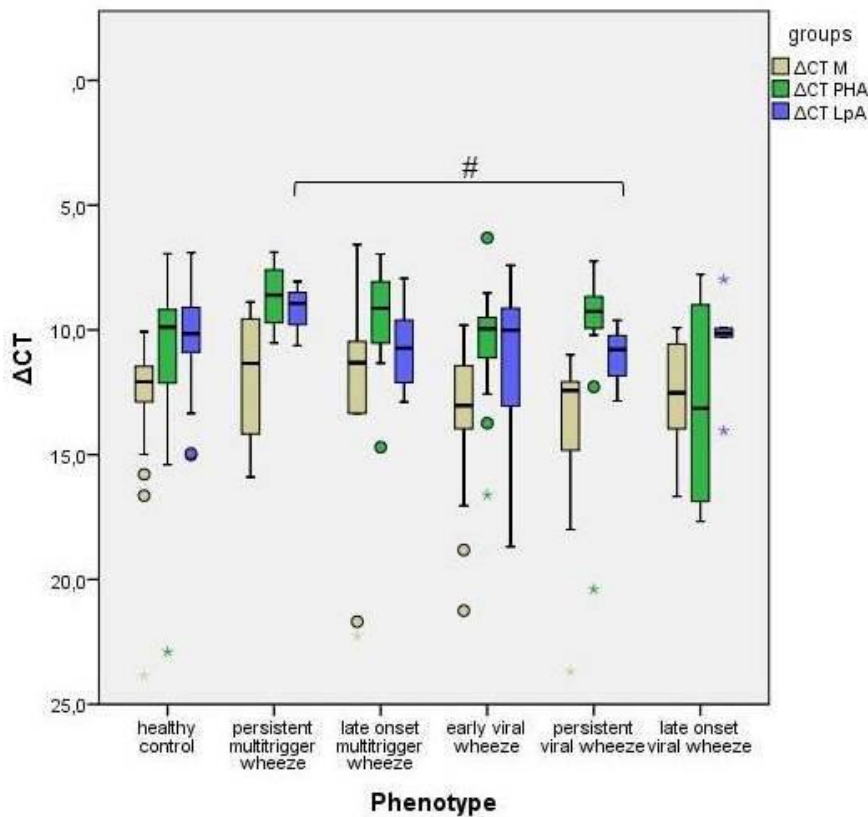 groups
ΔCT M
ΔCT PHA
ΔCT LpA
,0
#
5,0
10,0
ΔCT
15,0
20,0
25,0
healthy control
persistent multitrigger wheeze
late onset multitrigger wheeze
early viral wheeze
persistent viral wheeze
late onset viral wheeze
Phenotype